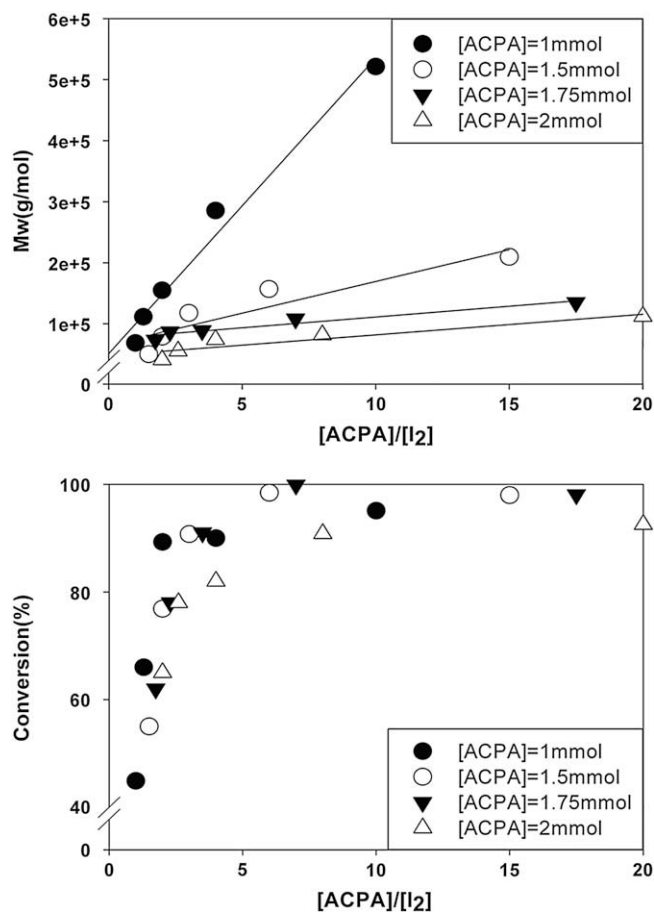 6e+5
5e+5
4e+5
3e+5
2e+5
1e+5
0
Mw(g/mol)
[ACPA]=1mmol
[ACPA]=1.5mmol
[ACPA]=1.75mmol
[ACPA]=2mmol
0 5 10 15 20
[ACPA]/[I2]
100
80
60
40
0
Conversion(%)
[ACPA]=1mmol
[ACPA]=1.5mmol
[ACPA]=1.75mmol
[ACPA]=2mmol
0 5 10 15 20
[ACPA]/[I2]